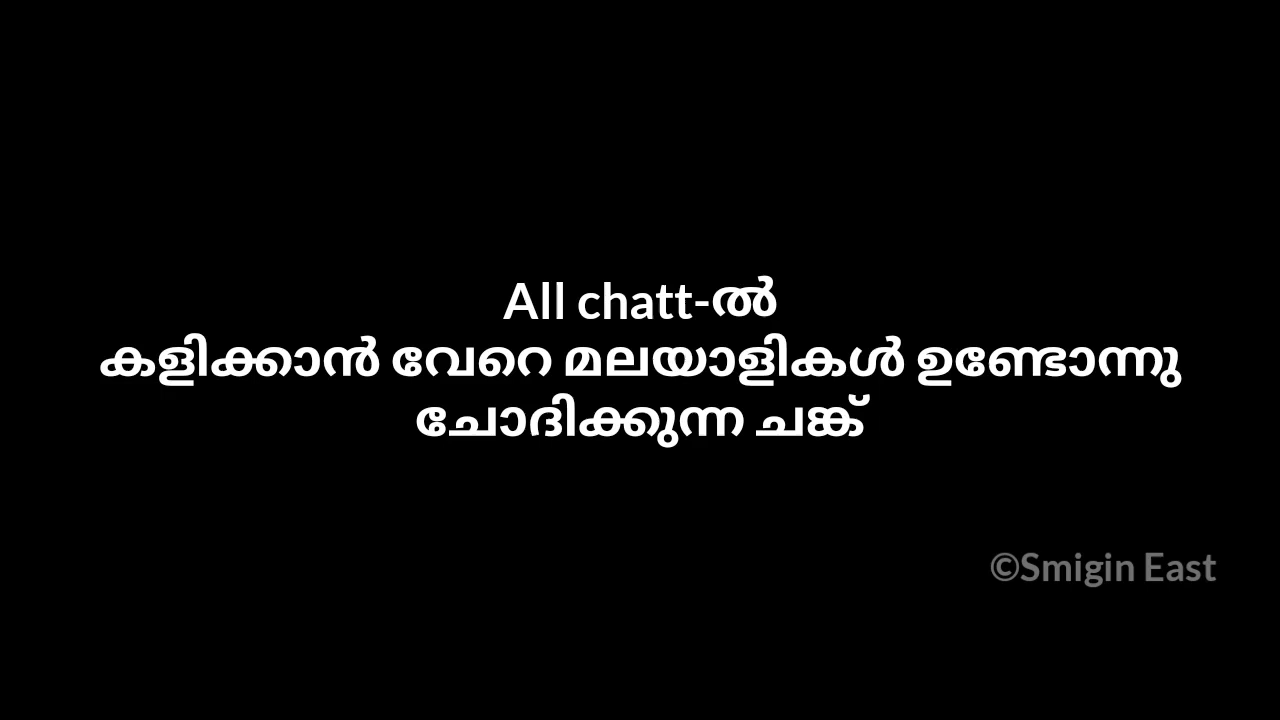 All chatt-ൽ
കളിക്കാൻ വേറെ മലയാളികൾ ഉണ്ടോന്നു
ചോദിക്കുന്ന ചങ്ക്
©Smigin East